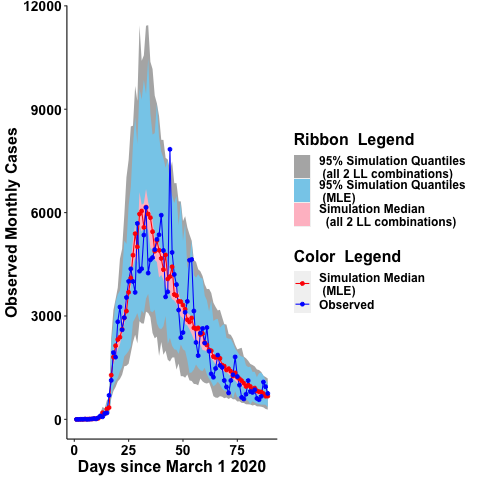 12000
9000
6000
3000
0
Observed Monthly Cases
0
25
50
75
Days since March 1 2020
Ribbon  Legend
95% Simulation Quantiles
(all 2 LL combinations)
95% Simulation Quantiles
(MLE)
Simulation Median
(all 2 LL combinations)
Color  Legend
Simulation Median
(MLE)
Observed